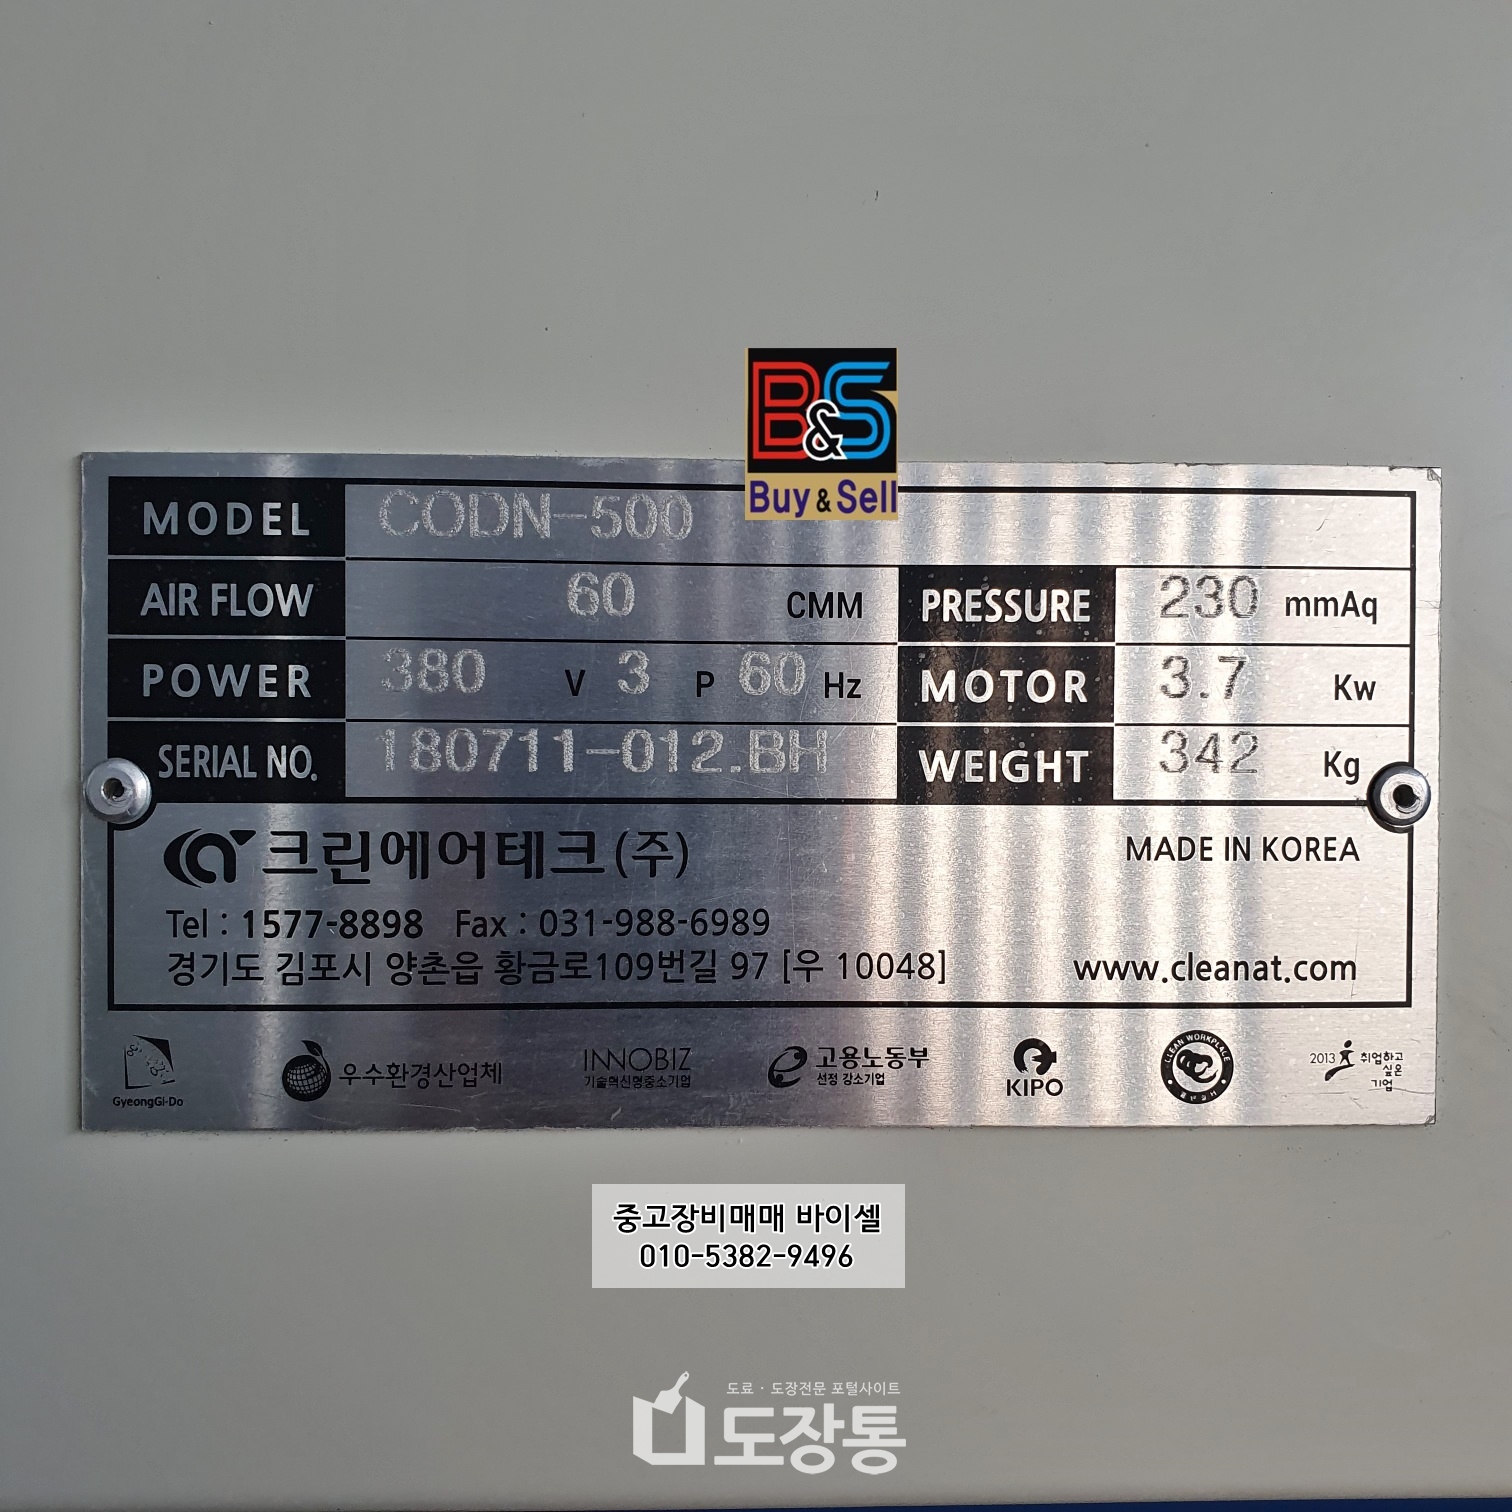 B&S
Buy & Sell
MODEL CODN-500
AIR FLOW 60 CMM PRESSURE 230 mmAq
POWER 380 V 3 P 60 Hz MOTOR 3.7 Kw
SERIAL NO. 180711-012.BH WEIGHT 342 Kg
크린에어테크(주) MADE IN KOREA
Tel : 1577-8898 Fax : 031-988-6989
경기도 김포시 양촌읍 황금로109번길 97 [우 10048] www.cleanat.com
GyeongGi-Do
우수환경산업체
INNOBIZ
기술혁신형중소기업
고용노동부
선정 강소기업
KIPO
CLEAN WORKPLACE
2013 취업하고
싶은
기업
중고장비매매 바이셀
010-5382-9496
도료 · 도장전문 포털사이트
도장통